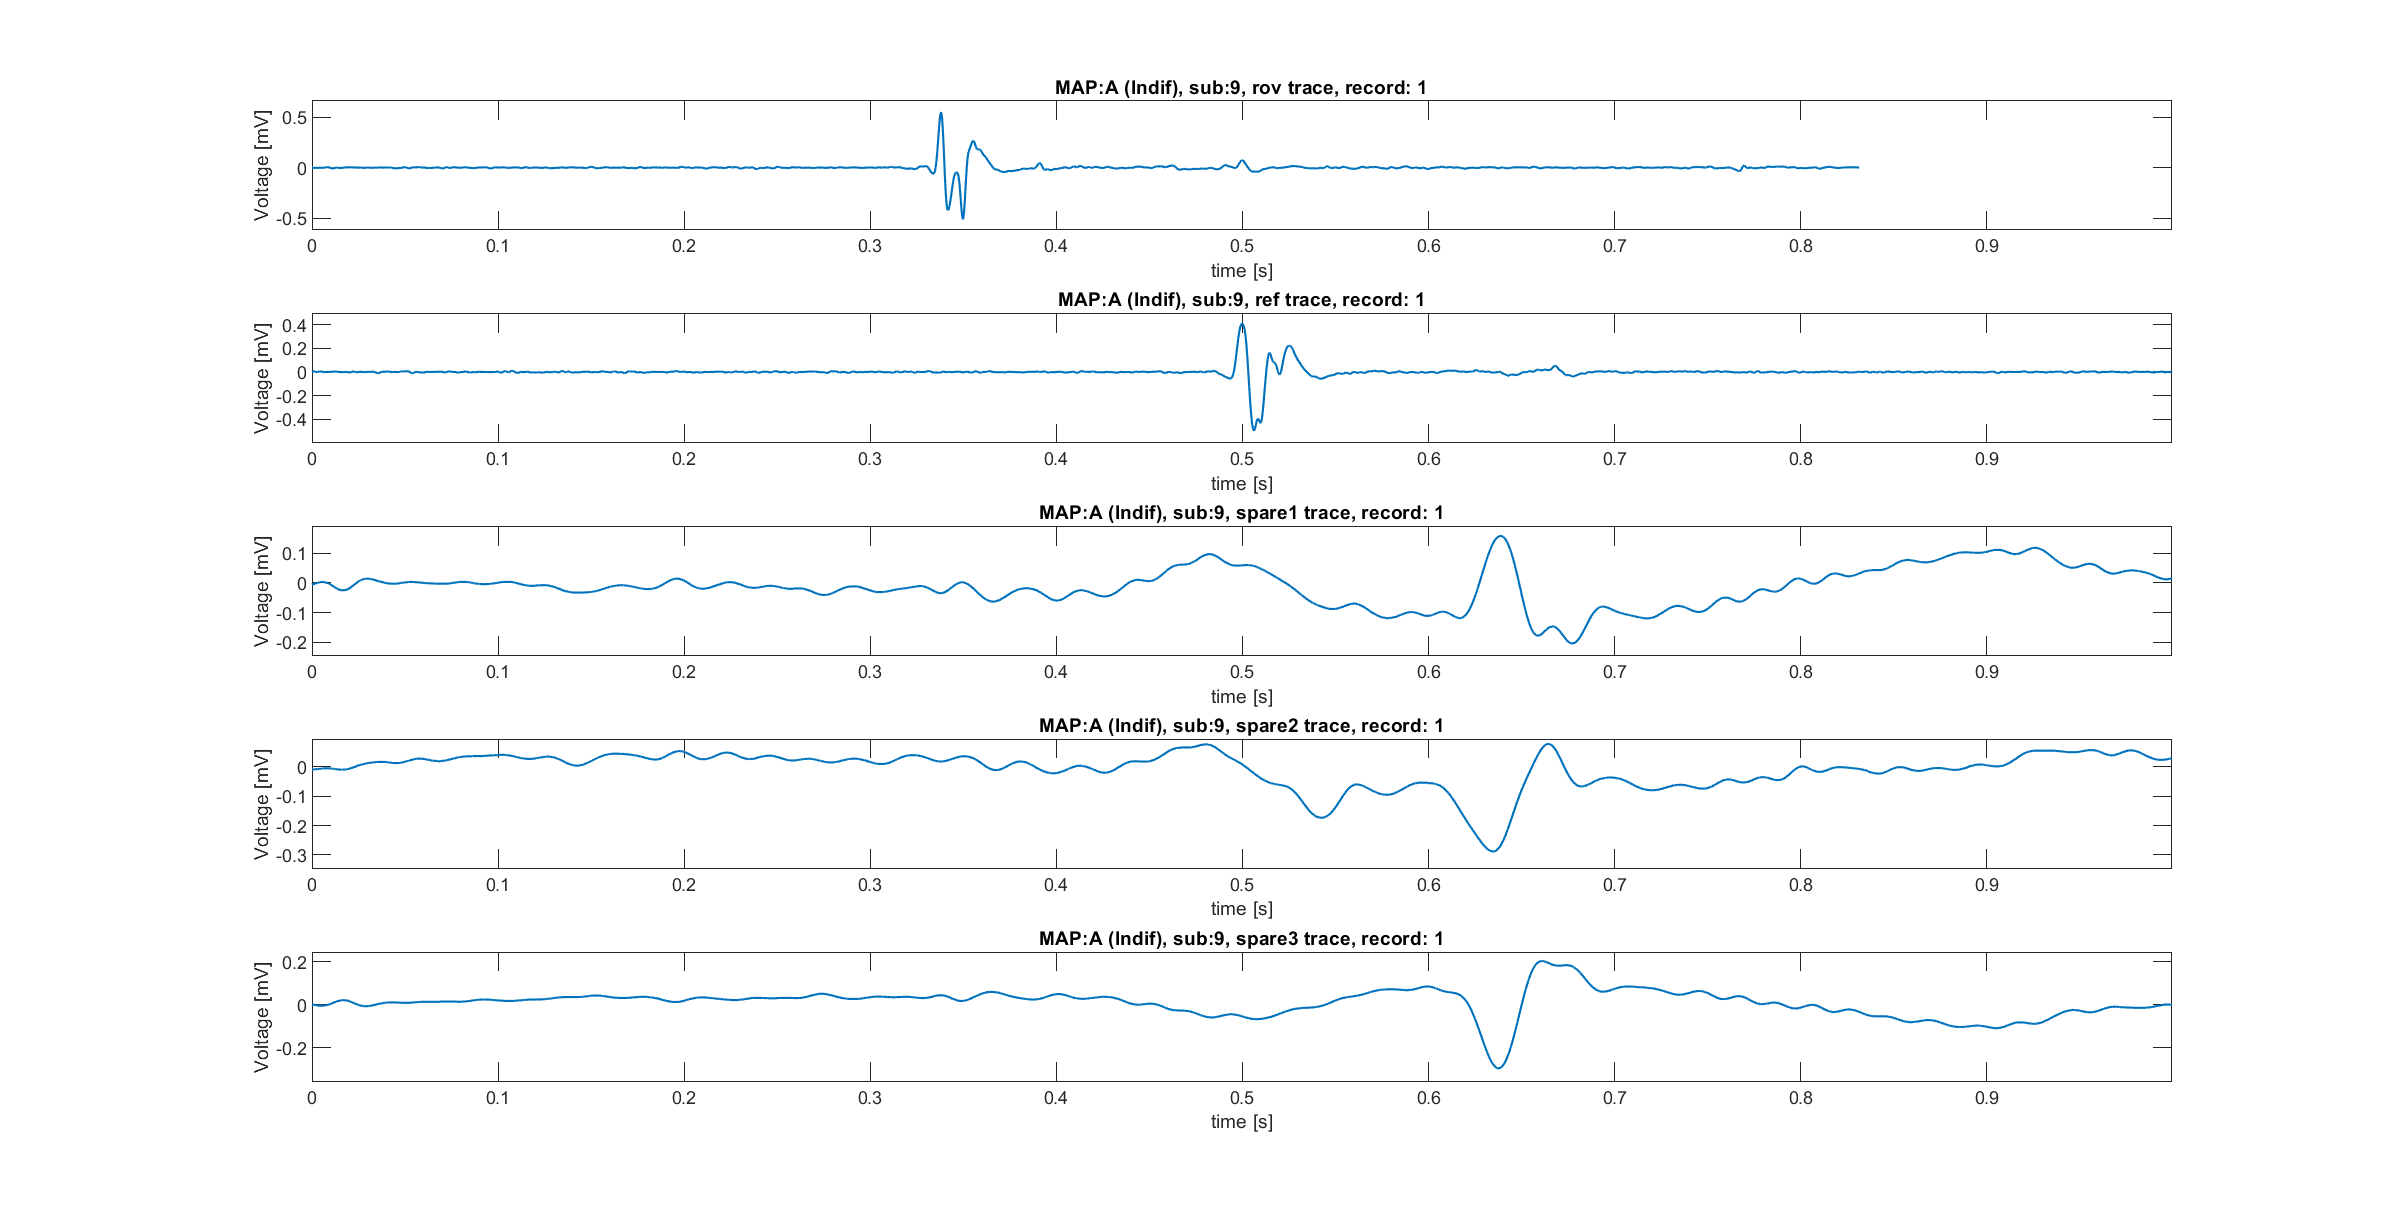 MAP:A (Indif), sub:9, rov trace, record: 1
Voltage [mV]
0.5
0
-0.5
0 0.1 0.2 0.3 0.4 0.5 0.6 0.7 0.8 0.9
time [s]
MAP:A (Indif), sub:9, ref trace, record: 1
Voltage [mV]
0.4
0.2
0
-0.2
-0.4
0 0.1 0.2 0.3 0.4 0.5 0.6 0.7 0.8 0.9
time [s]
MAP:A (Indif), sub:9, spare1 trace, record: 1
Voltage [mV]
0.1
0
-0.1
-0.2
0 0.1 0.2 0.3 0.4 0.5 0.6 0.7 0.8 0.9
time [s]
MAP:A (Indif), sub:9, spare2 trace, record: 1
Voltage [mV]
0
-0.1
-0.2
-0.3
0 0.1 0.2 0.3 0.4 0.5 0.6 0.7 0.8 0.9
time [s]
MAP:A (Indif), sub:9, spare3 trace, record: 1
Voltage [mV]
0.2
0
-0.2
0 0.1 0.2 0.3 0.4 0.5 0.6 0.7 0.8 0.9
time [s]